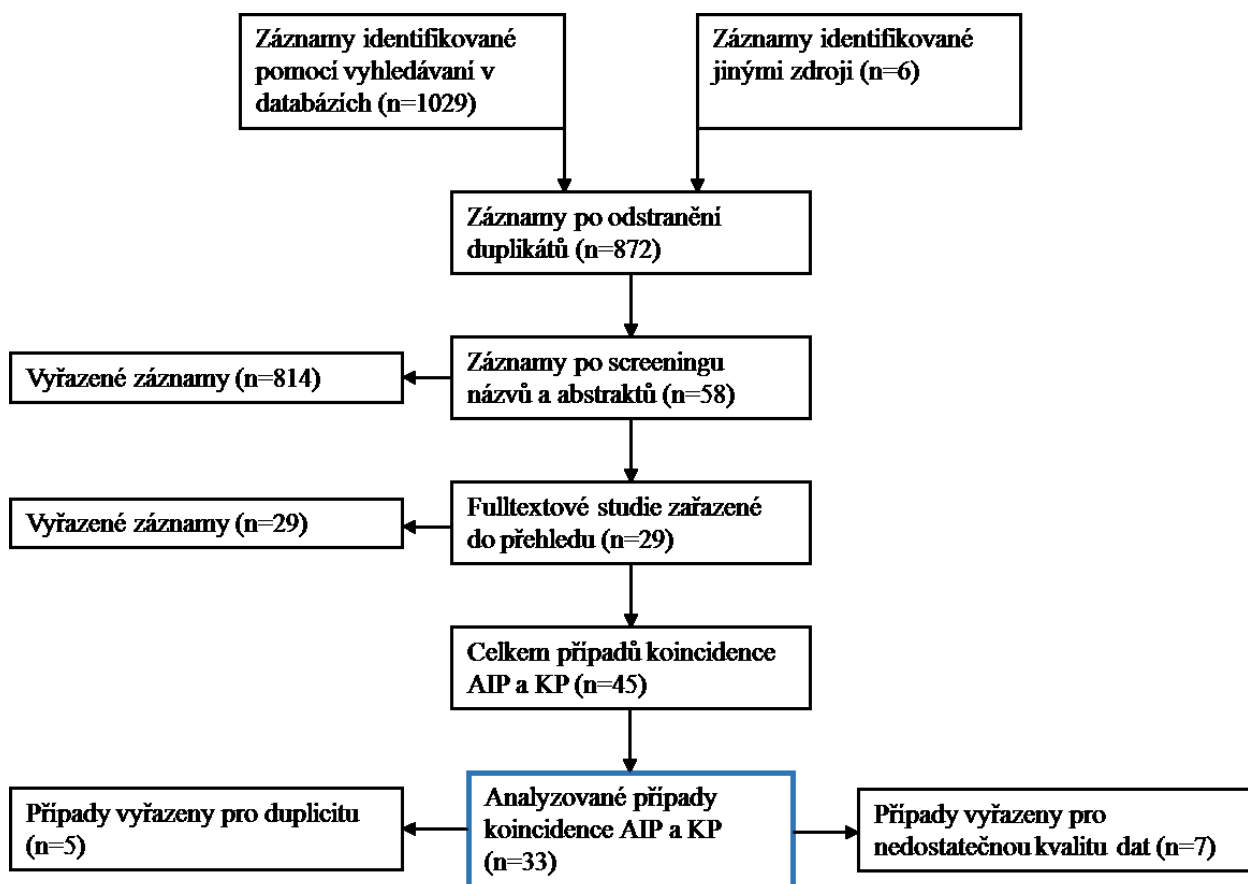 Záznamy identifikované
pomocí vyhledávaní v
databázích (n=1029)
Záznamy identifikované
jinými zdroji (n=6)
Záznamy po odstranění
duplikátů (n=872)
Vyřazené záznamy (n=814)
Záznamy po screeningu
názvů a abstraktů (n=58)
Vyřazené záznamy (n=29)
Fulltextové studie zařazené
do přehledu (n=29)
Celkem případů koincidence
AIP a KP (n=45)
Případy vyřazeny pro duplicitu
(n=5)
Analyzované případy
koincidence AIP a KP
(n=33)
Případy vyřazeny pro
nedostatečnou kvalitu dat (n=7)